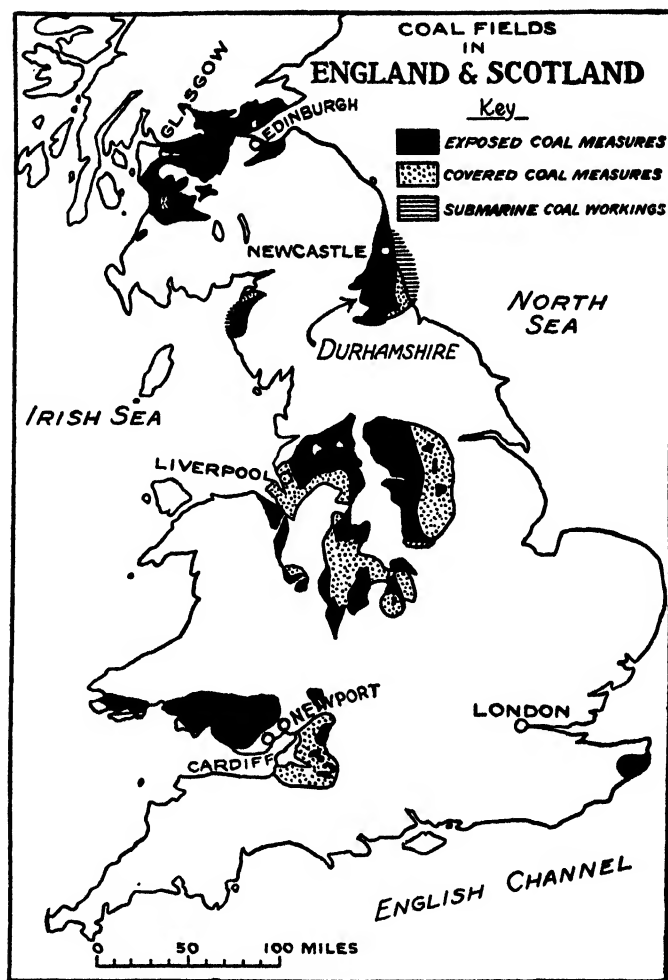 COAL FIELDS
IN
ENGLAND & SCOTLAND
Key
EXPOSED COAL MEASURES
COVERED COAL MEASURES
SUBMARINE COAL WORKINGS
GLASGOW
EDINBURGH
NEWCASTLE
NORTH
SEA
DURHAMSHIRE
IRISH SEA
LIVERPOOL
NEWPORT
LONDON
CARDIFF
ENGLISH CHANNEL
0 50 100 MILES